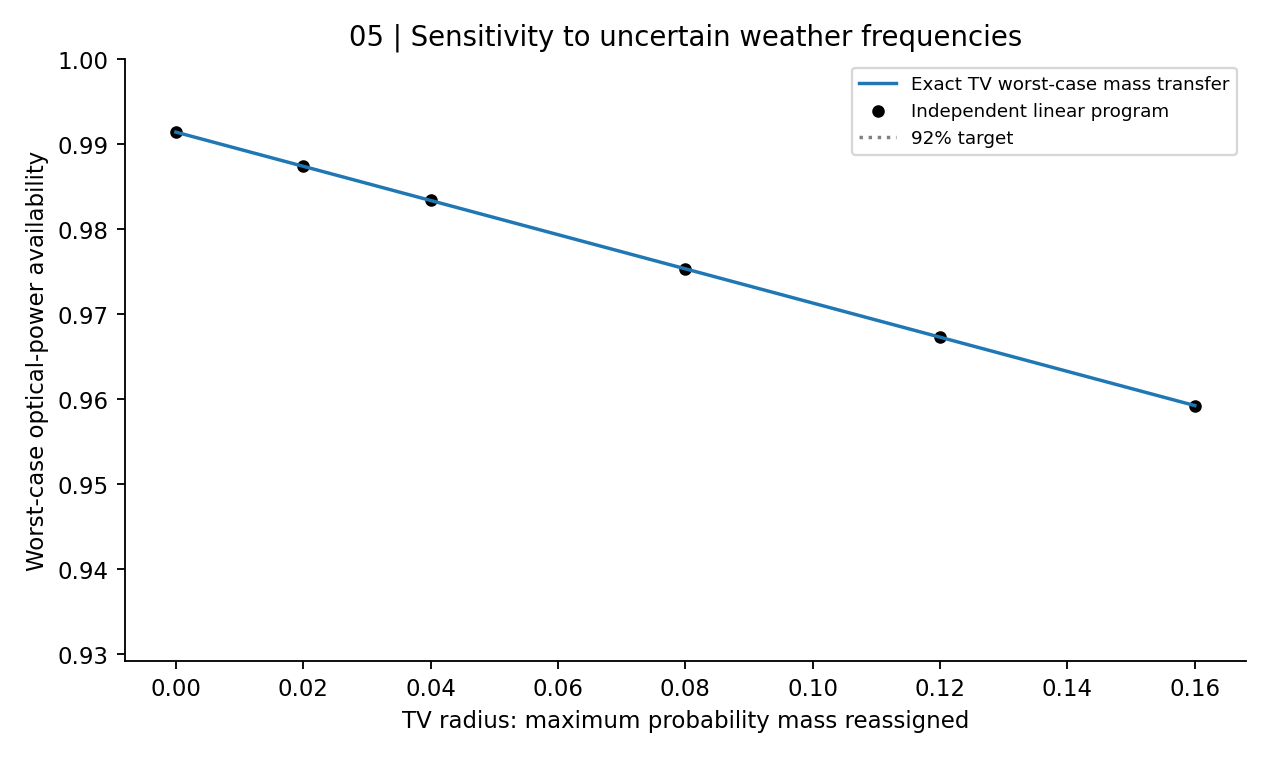 05 | Sensitivity to uncertain weather frequencies
Exact TV worst-case mass transfer
Independent linear program
92% target
Worst-case optical-power availability
1.00
0.99
0.98
0.97
0.96
0.95
0.94
0.93
0.00 0.02 0.04 0.06 0.08 0.10 0.12 0.14 0.16
TV radius: maximum probability mass reassigned